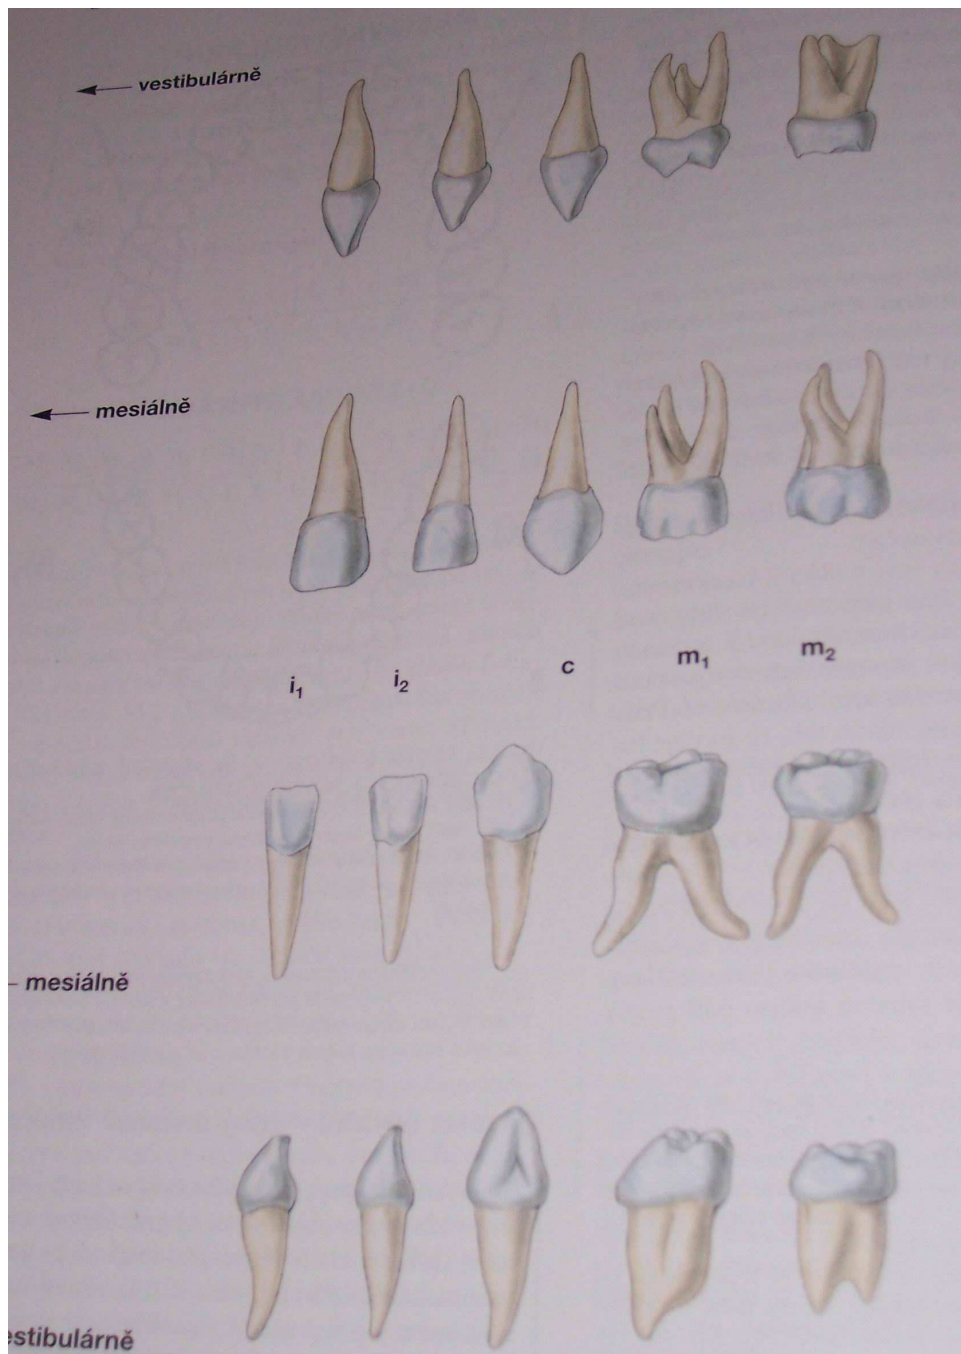 vestibulárně
mesiálně
i₁ i₂ c m₁ m₂
mesiálně
estibulárně